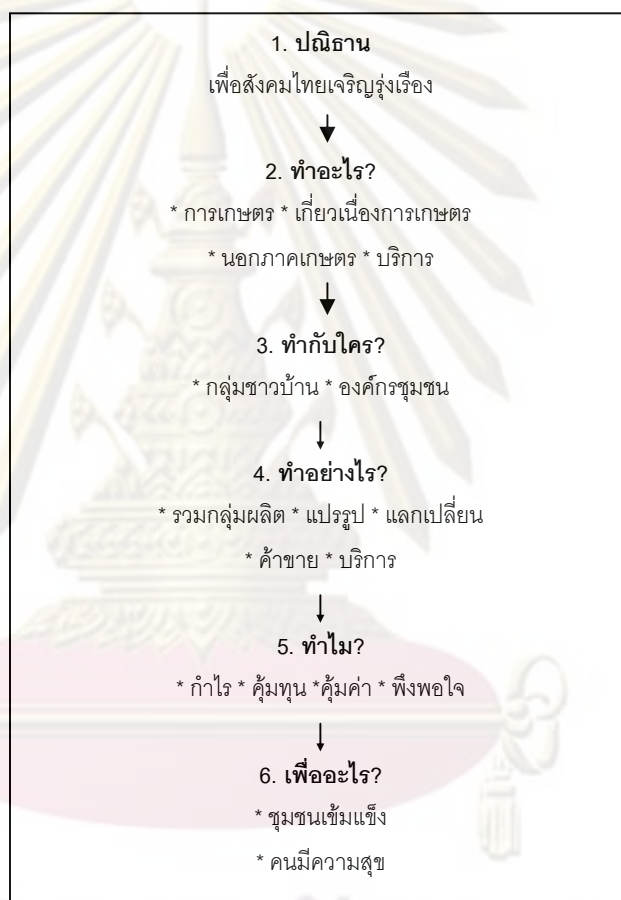 1. ปณิธาน
เพื่อสังคมไทยเจริญรุ่งเรือง
2. ทำอะไร?
* การเกษตร * เกี่ยวเนื่องการเกษตร
* นอกภาคเกษตร * บริการ
3. ทำกับใคร?
* กลุ่มชาวบ้าน * องค์กรชุมชน
4. ทำอย่างไร?
* รวมกลุ่มผลิต * แปรรูป * แลกเปลี่ยน
* ค้าขาย * บริการ
5. ทำไม?
* กำไร * คุ้มทุน *คุ้มค่า * พึงพอใจ
6. เพื่ออะไร?
* ชุมชนเข้มแข็ง
* คนมีความสุข